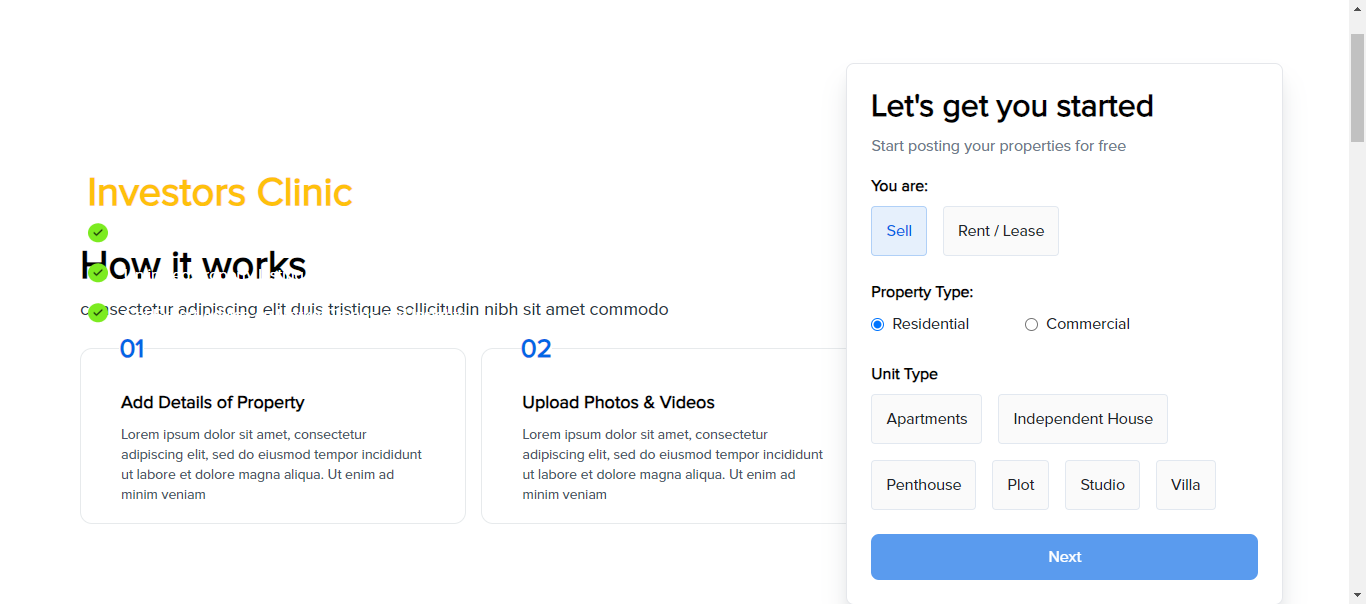 Investors Clinic
How it works
consectetur adipiscing elit duis tristique sollicitudin nibh sit amet commodo
01
Add Details of Property
Lorem ipsum dolor sit amet, consectetur
adipiscing elit, sed do eiusmod tempor incididunt
ut labore et dolore magna aliqua. Ut enim ad
minim veniam
02
Upload Photos & Videos
Lorem ipsum dolor sit amet, consectetur
adipiscing elit, sed do eiusmod tempor incididunt
ut labore et dolore magna aliqua. Ut enim ad
minim veniam
Let's get you started
Start posting your properties for free
You are:
Sell Rent / Lease
Property Type:
Residential Commercial
Unit Type
Apartments Independent House
Penthouse Plot Studio Villa
Next